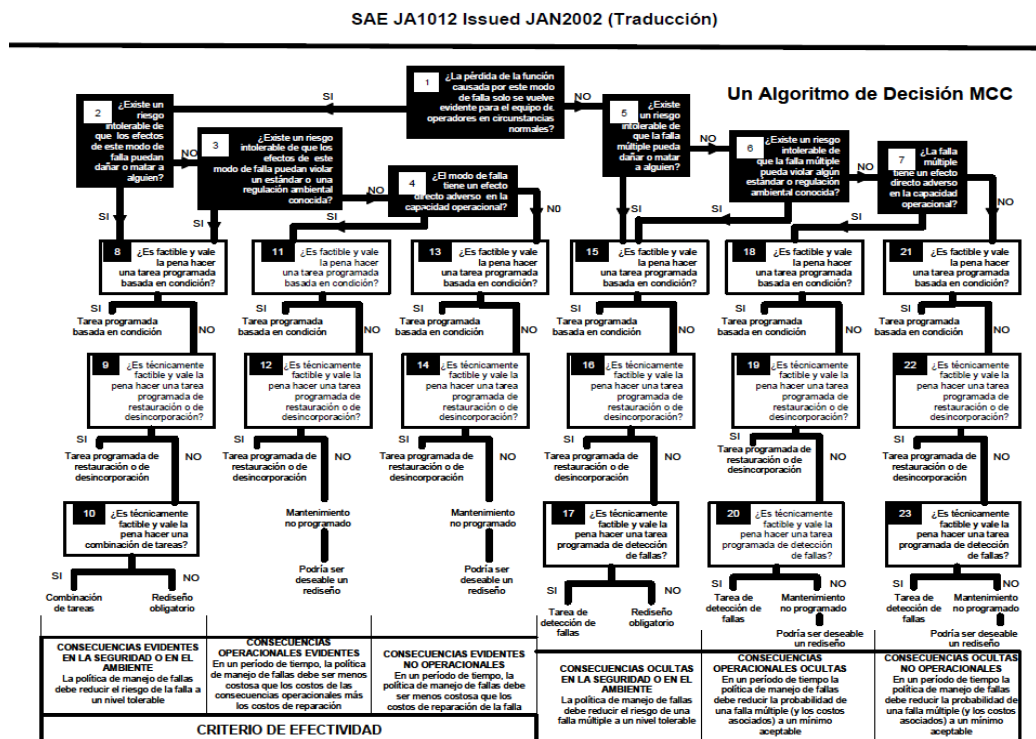 SAE JA1012 Issued JAN2002 (Traducción)
Un Algoritmo de Decisión MCC
1
¿La pérdida de la función
causada por este modo
de falla solo se vuelve
evidente para el equipo de
operadores en circunstancias
normales?
SI
NO
2
¿Existe un
riesgo
intolerable de
que los efectos
de este modo de
falla puedan
dañar o matar a
alguien?
NO
SI
3
¿Existe un riesgo
intolerable de que los
efectos de este
modo de falla puedan violar
un estándar o una
regulación ambiental
conocida?
NO
SI
4
¿El modo de falla
tiene un efecto
directo adverso en la
capacidad operacional?
SI
N0
5
¿Existe
un riesgo
intolerable de
que la falla
múltiple pueda
dañar o matar
a alguien?
NO
SI
6
¿Existe un riesgo
intolerable de
que la falla múltiple
pueda violar algún
estándar o regulación
ambiental conocida?
NO
SI
7
¿La falla
múltiple
tiene un efecto
directo adverso
en la capacidad
operacional?
SI
NO
8
¿Es factible y vale
la pena hacer
una tarea programada
basada en condición?
SI
NO
Tarea programada
basada en condición
11
¿Es factible y vale
la pena hacer
una tarea programada
basada en condición?
SI
NO
Tarea programada
basada en condición
13
¿Es factible y vale
la pena hacer
una tarea programada
basada en condición?
SI
NO
Tarea programada
basada en condición
15
¿Es factible y vale
la pena hacer
una tarea programada
basada en condición?
SI
NO
Tarea programada
basada en condición
18
¿Es factible y vale
la pena hacer
una tarea programada
basada en condición?
SI
NO
Tarea programada
basada en condición
21
¿Es factible y vale
la pena hacer
una tarea programada
basada en condición?
SI
NO
Tarea programada
basada en condición
9
¿Es técnicamente
factible y vale la
pena hacer una tarea
programada de
restauración o de
desincorporación?
SI
NO
Tarea programada de
restauración o de
desincorporación
12
¿Es técnicamente
factible y vale la
pena hacer una tarea
programada de
restauración o de
desincorporación?
SI
NO
Tarea programada de
restauración o de
desincorporación
14
¿Es técnicamente
factible y vale la
pena hacer una tarea
programada de
restauración o de
desincorporación?
SI
NO
Tarea programada de
restauración o de
desincorporación
16
¿Es técnicamente
factible y vale la
pena hacer una tarea
programada de
restauración o de
desincorporación?
SI
NO
Tarea programada de
restauración o de
desincorporación
19
¿Es técnicamente
factible y vale la
pena hacer una tarea
programada de
restauración o de
desincorporación?
SI
NO
Tarea programada de
restauración o de
desincorporación
22
¿Es técnicamente
factible y vale la
pena hacer una tarea
programada de
restauración o de
desincorporación?
SI
NO
Tarea programada de
restauración o de
desincorporación
10
¿Es técnicamente
factible y vale la
pena hacer una
combinación de tareas?
SI
NO
Combinación
de tareas
Rediseño
obligatorio
Mantenimiento
no programado
Podría ser
deseable un
rediseño
Mantenimiento
no programado
Podría ser
deseable un
rediseño
17
¿Es técnicamente
factible y vale la
pena hacer una tarea
programada de detección
de fallas?
SI
NO
Tarea de
detección de
fallas
Rediseño
obligatorio
20
¿Es técnicamente
factible y vale la
pena hacer una
tarea programada de detección
de fallas?
SI
NO
Tarea de
detección de
fallas
Mantenimiento
no programado
Podría ser deseable
un rediseño
23
¿Es técnicamente
factible y vale la
pena hacer una tarea
programada de detección
de fallas?
SI
NO
Tarea de
detección de
fallas
Mantenimiento
no programado
Podría ser deseable
un rediseño
CONSECUENCIAS EVIDENTES
EN LA SEGURIDAD O EN EL
AMBIENTE
La política de manejo de fallas
debe reducir el riesgo de la falla a
un nivel tolerable
CONSECUENCIAS
OPERACIONALES EVIDENTES
En un período de tiempo, la política
de manejo de fallas debe ser menos
costosa que los costos de las
consecuencias operacionales más
los costos de reparación
CONSECUENCIAS EVIDENTES
NO OPERACIONALES
En un período de tiempo, la
política de manejo de fallas debe
ser menos costosa que los
costos de reparación de la falla
CONSECUENCIAS OCULTAS
EN LA SEGURIDAD O EN EL
AMBIENTE
La política de manejo de fallas
debe reducir el riesgo de una
falla múltiple a un nivel tolerable
CONSECUENCIAS
OPERACIONALES OCULTAS
En un período de tiempo la
política de manejo de fallas
debe reducir la probabilidad de
una falla múltiple (y los costos
asociados) a un mínimo
aceptable
CONSECUENCIAS OCULTAS
NO OPERACIONALES
En un período de tiempo la
política de manejo de fallas
debe reducir la probabilidad de
una falla múltiple (y los costos
asociados) a un mínimo
aceptable
CRITERIO DE EFECTIVIDAD